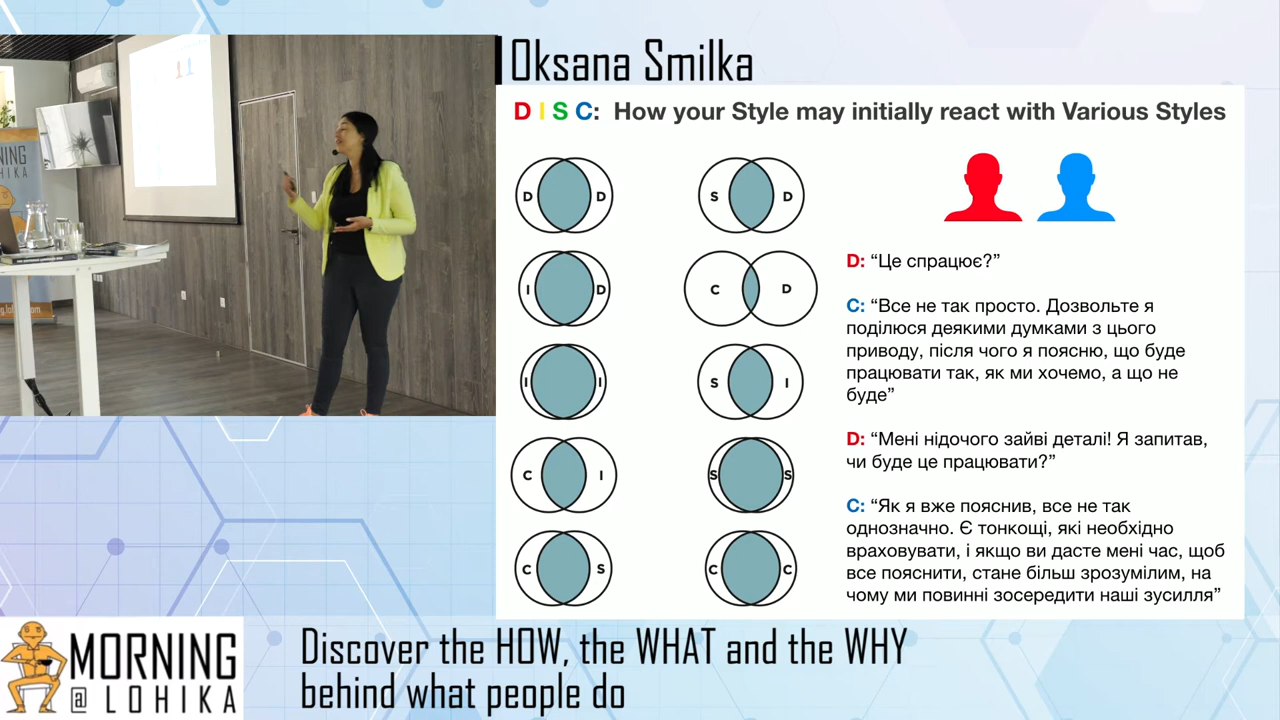 Oksana Smilka
DISC: How your Style may initially react with Various Styles
D D
S D
I D
C D
I I
S I
C I
S S
C S
C C
D: “Це спрацює?”
C: “Все не так просто. Дозвольте я
поділюся деякими думками з цього
приводу, після чого я поясню, що буде
працювати так, як ми хочемо, а що не
буде”
D: “Мені нідочого зайві деталі! Я запитав,
чи буде це працювати?”
C: “Як я вже пояснив, все не так
однозначно. Є тонкощі, які необхідно
враховувати, і якщо ви дасте мені час, щоб
все пояснити, стане більш зрозумілим, на
чому ми повинні зосередити наші зусилля”
MORNING
@ LOHIKA
Discover the HOW, the WHAT and the WHY
behind what people do